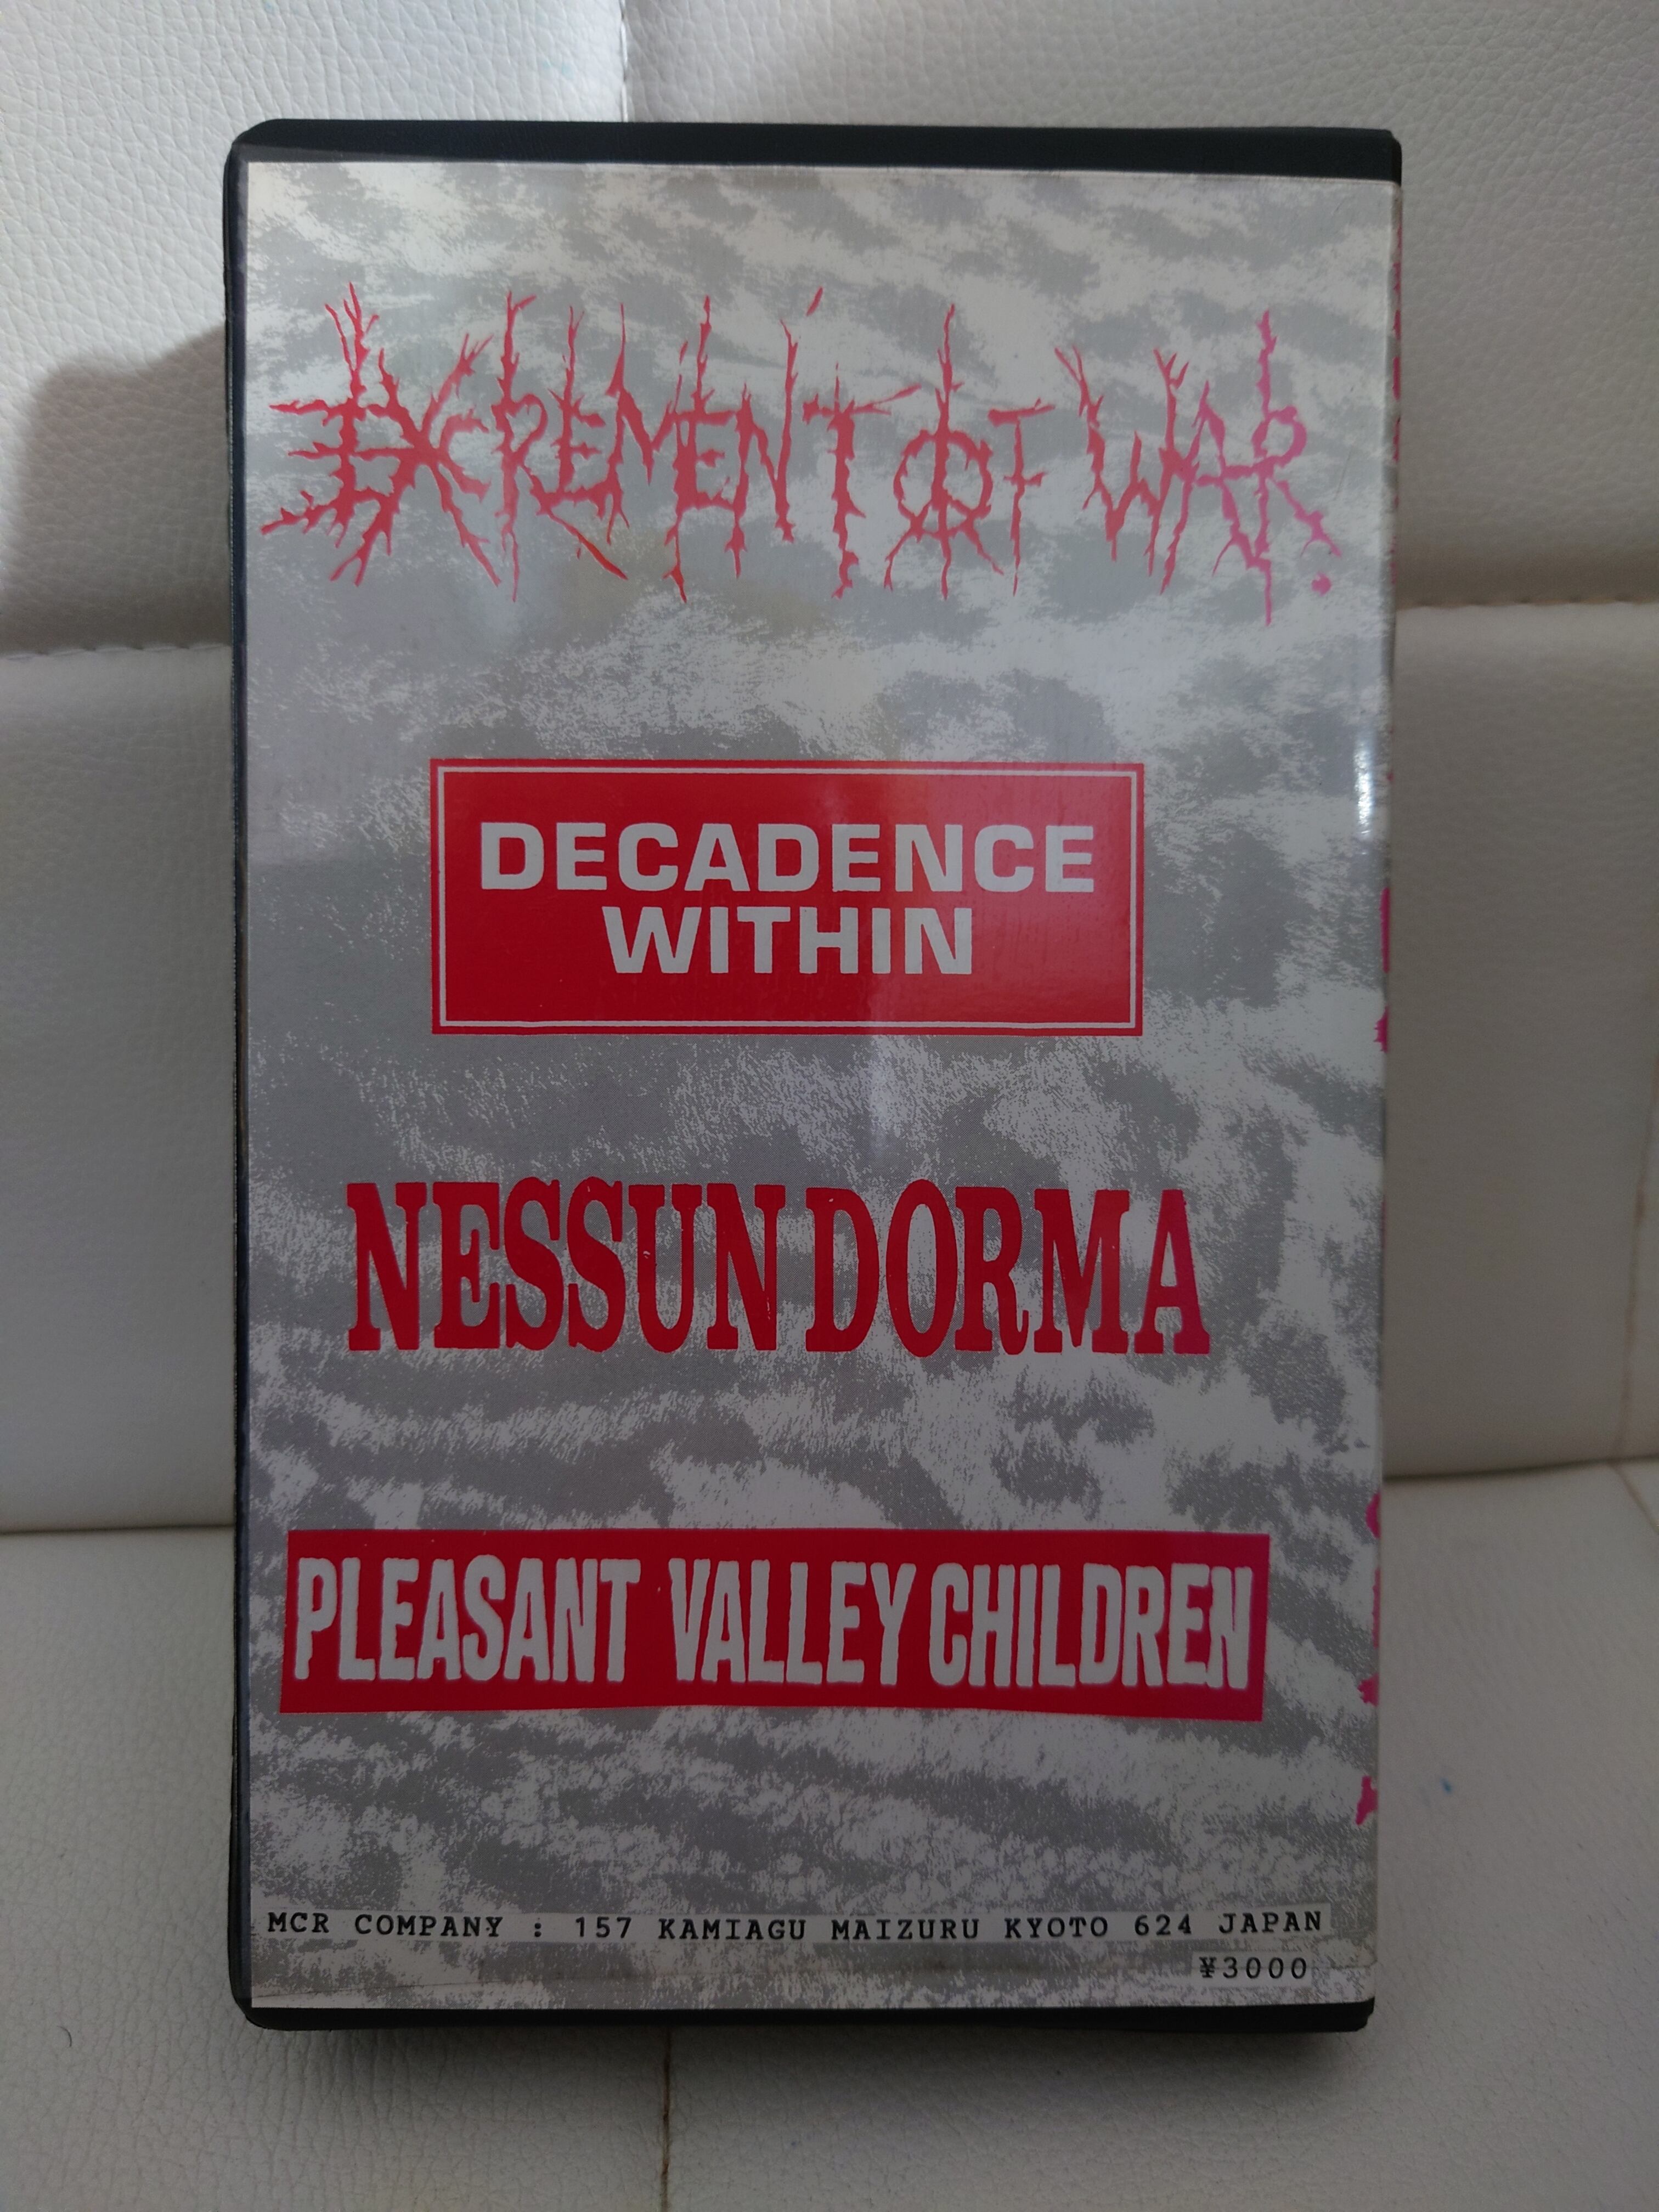 EXCREMENT OF WAR.
DECADENCE
WITHIN
NESSUN DORMA
PLEASANT VALLEY CHILDREN
MCR COMPANY : 157 KAMIAGU MAIZURU KYOTO 624 JAPAN
¥3000